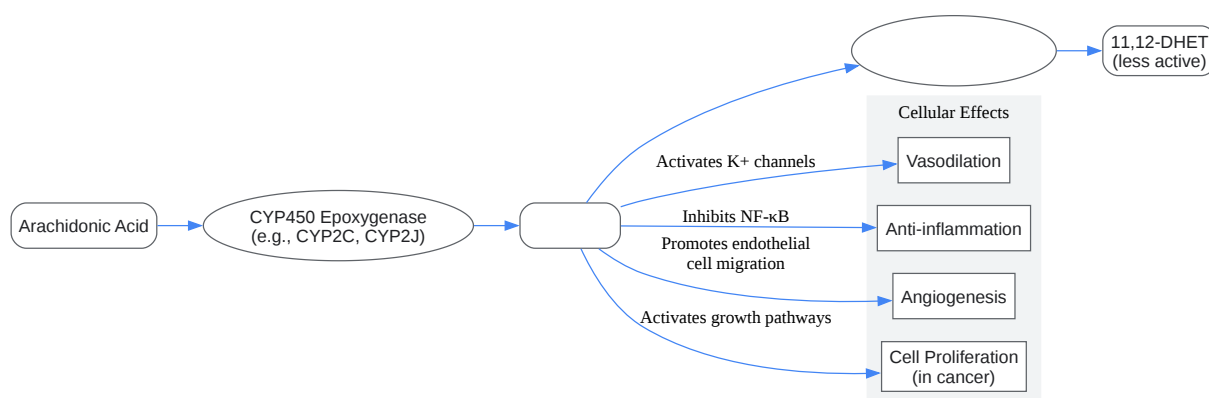 Arachidonic Acid
CYP450 Epoxygenase
(e.g., CYP2C, CYP2J)
11,12-DHET
(less active)
Cellular Effects
Activates K+ channels
Vasodilation
Inhibits NF-κB
Anti-inflammation
Promotes endothelial
cell migration
Angiogenesis
Activates growth pathways
Cell Proliferation
(in cancer)